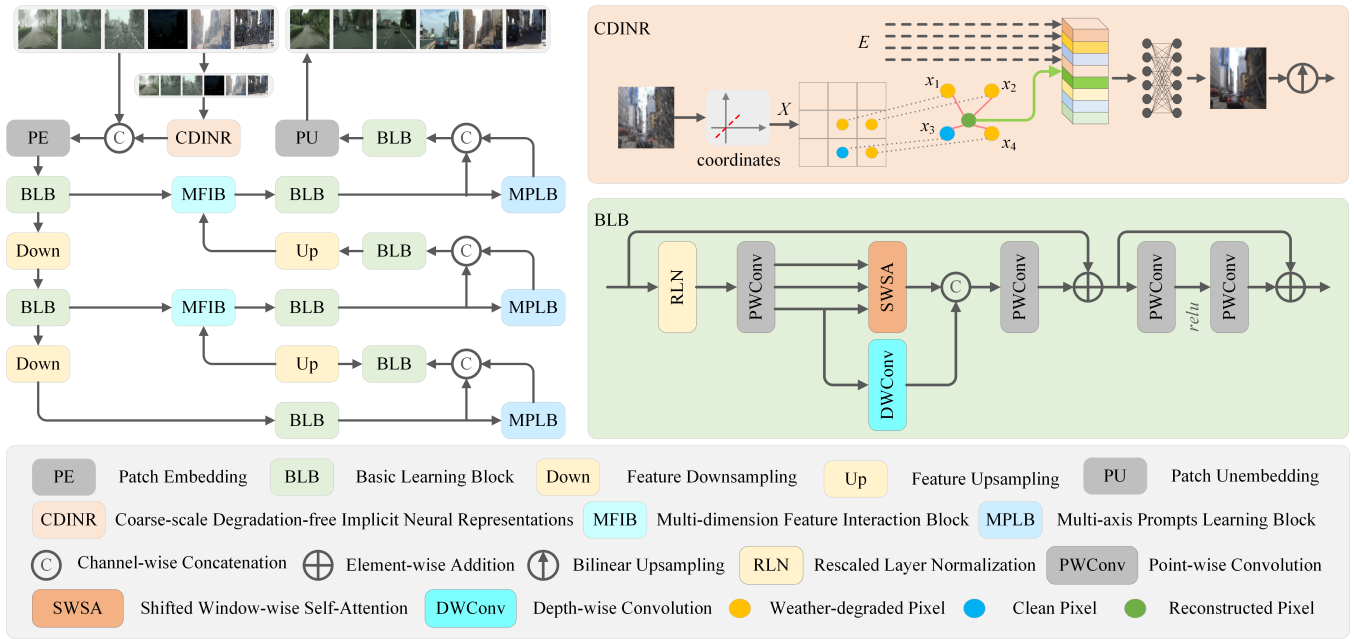 PE
C
CDINR
PU
BLB
C
BLB
MFIB
BLB
MPLB
Down
Up
BLB
C
BLB
MFIB
BLB
MPLB
Down
Up
BLB
C
BLB
MPLB
CDINR
E
coordinates
X
x1
x2
x3
x4
BLB
RLN
PWConv
SWSA
DWConv
C
PWConv
PWConv
relu
PWConv
PE Patch Embedding BLB Basic Learning Block Down Feature Downsampling Up Feature Upsampling PU Patch Unembedding
CDINR Coarse-scale Degradation-free Implicit Neural Representations MFIB Multi-dimension Feature Interaction Block MPLB Multi-axis Prompts Learning Block
C Channel-wise Concatenation Element-wise Addition Bilinear Upsampling RLN Rescaled Layer Normalization PWConv Point-wise Convolution
SWSA Shifted Window-wise Self-Attention DWConv Depth-wise Convolution Weather-degraded Pixel Clean Pixel Reconstructed Pixel